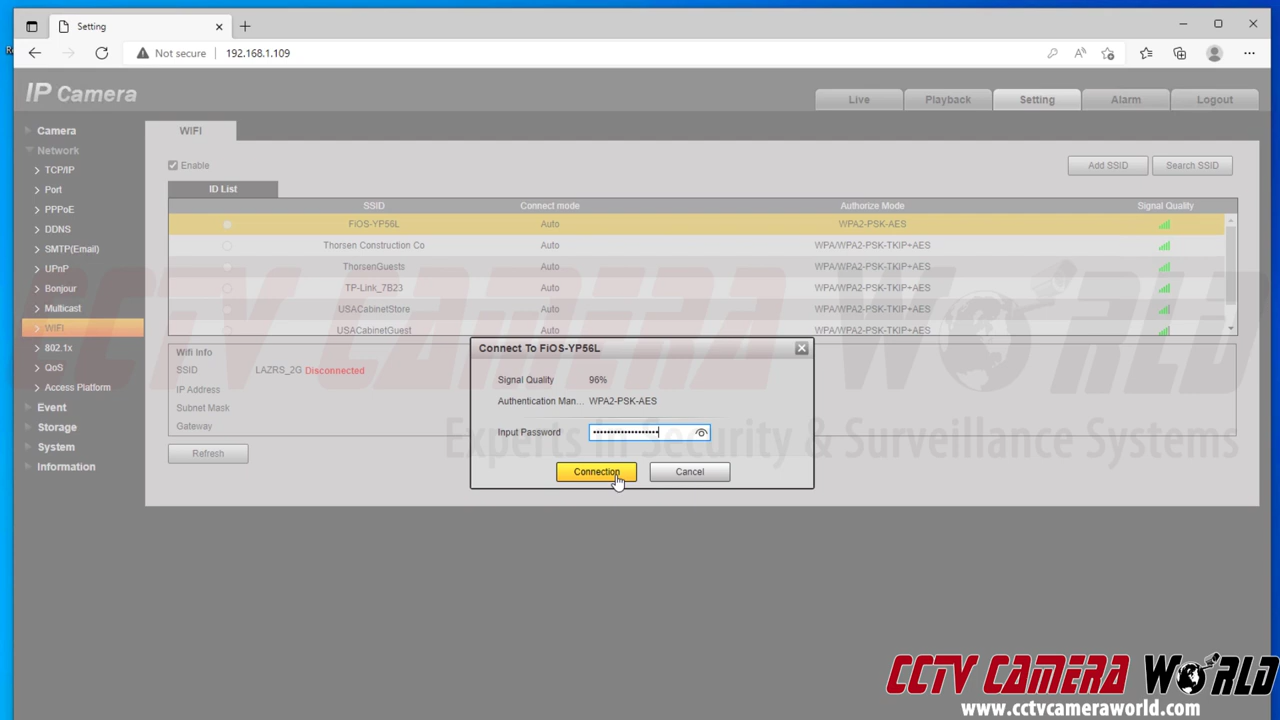 Setting
Not secure
192.168.1.109
IP Camera
Live
Playback
Setting
Alarm
Logout
Camera
Network
TCP/IP
Port
PPPoE
DDNS
SMTP(Email)
UPnP
Bonjour
Multicast
WIFI
802.1x
QoS
Access Platform
Event
Storage
System
Information
WIFI
Enable
Add SSID
Search SSID
ID List
SSID Connect mode Authorize Mode Signal Quality
FiOS-YP56L Auto WPA2-PSK-AES
Thorsen Construction Co Auto WPA/WPA2-PSK-TKIP+AES
ThorsenGuests Auto WPA/WPA2-PSK-TKIP+AES
TP-Link_7B23 Auto WPA/WPA2-PSK-TKIP+AES
USACabinetStore Auto WPA/WPA2-PSK-TKIP+AES
USACabinetGuest Auto WPA/WPA2-PSK-TKIP+AES
Wifi Info
SSID LAZRS_2G Disconnected
IP Address
Subnet Mask
Gateway
Refresh
Connect To FiOS-YP56L
Signal Quality 96%
Authentication Man... WPA2-PSK-AES
Input Password
Connection
Cancel
CCTV CAMERA WORLD
Experts in Security & Surveillance Systems
CCTV CAMERA WORLD
www.cctvcameraworld.com